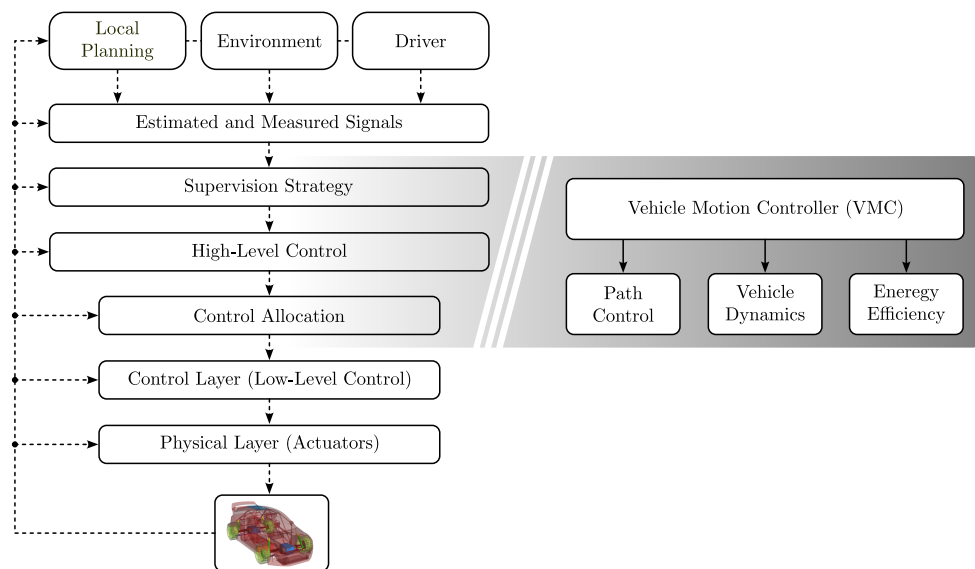 Local
Planning
Environment
Driver
Estimated and Measured Signals
Supervision Strategy
High-Level Control
Control Allocation
Control Layer (Low-Level Control)
Physical Layer (Actuators)
Vehicle Motion Controller (VMC)
Path
Control
Vehicle
Dynamics
Eneregy
Efficiency